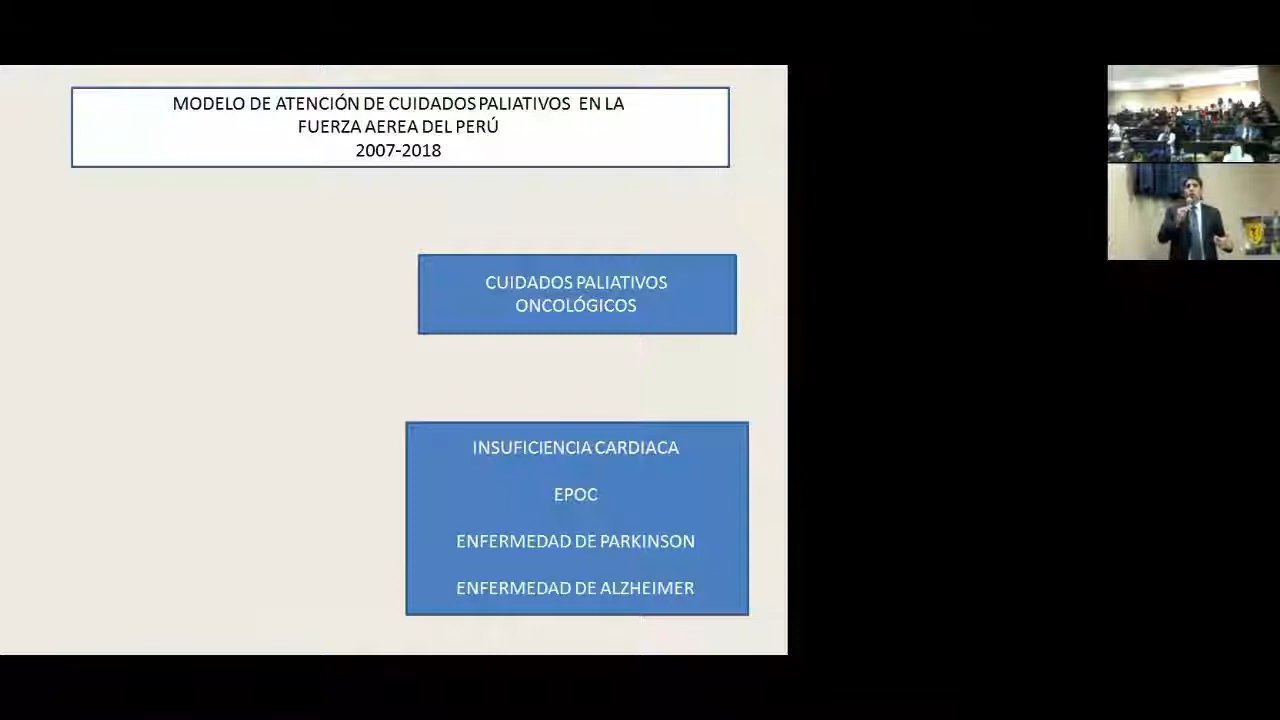 MODELO DE ATENCIÓN DE CUIDADOS PALIATIVOS EN LA
FUERZA AEREA DEL PERÚ
2007-2018
CUIDADOS PALIATIVOS
ONCOLÓGICOS
INSUFICIENCIA CARDIACA
EPOC
ENFERMEDAD DE PARKINSON
ENFERMEDAD DE ALZHEIMER